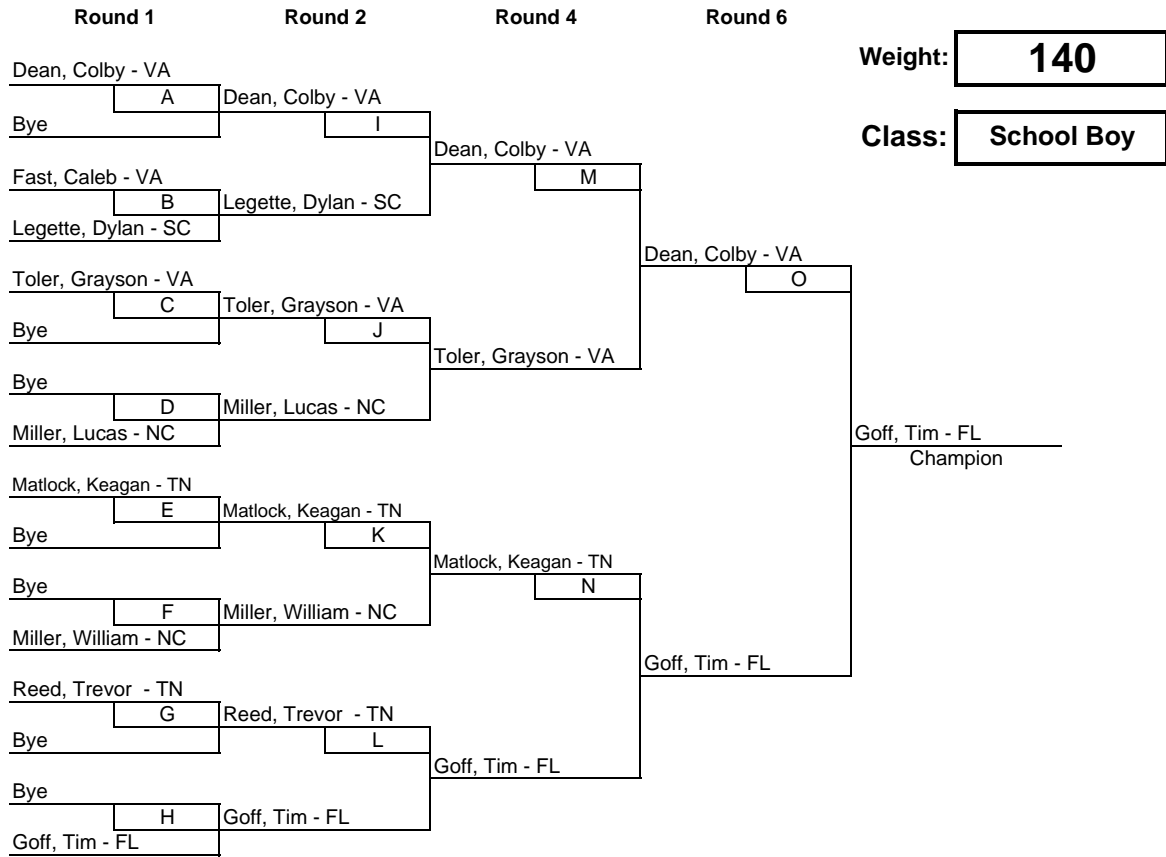 Round 1 Round 2 Round 4 Round 6
Weight: 140
Dean, Colby - VA
A Dean, Colby - VA
Bye I
Class: School Boy
Dean, Colby - VA
Fast, Caleb - VA M
B Legette, Dylan - SC
Legette, Dylan - SC
Dean, Colby - VA
Toler, Grayson - VA O
C Toler, Grayson - VA
Bye J
Toler, Grayson - VA
Bye
D Miller, Lucas - NC
Miller, Lucas - NC Goff, Tim - FL
Champion
Matlock, Keagan - TN
E Matlock, Keagan - TN
Bye K
Matlock, Keagan - TN
Bye N
F Miller, William - NC
Miller, William - NC
Goff, Tim - FL
Reed, Trevor  - TN
G Reed, Trevor  - TN
Bye L
Goff, Tim - FL
Bye
H Goff, Tim - FL
Goff, Tim - FL